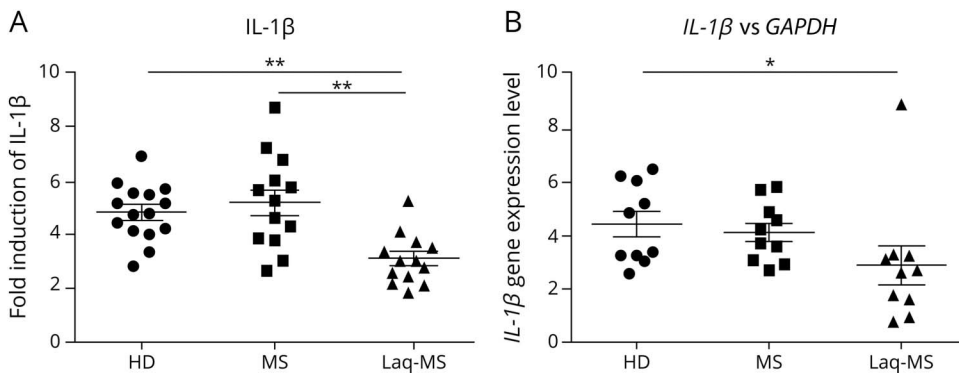 A
IL-1β
**
**
Fold induction of IL-1β
10
8
6
4
2
0
HD
MS
Laq-MS
B
IL-1β vs GAPDH
*
IL-1β gene expression level
10
8
6
4
2
0
HD
MS
Laq-MS